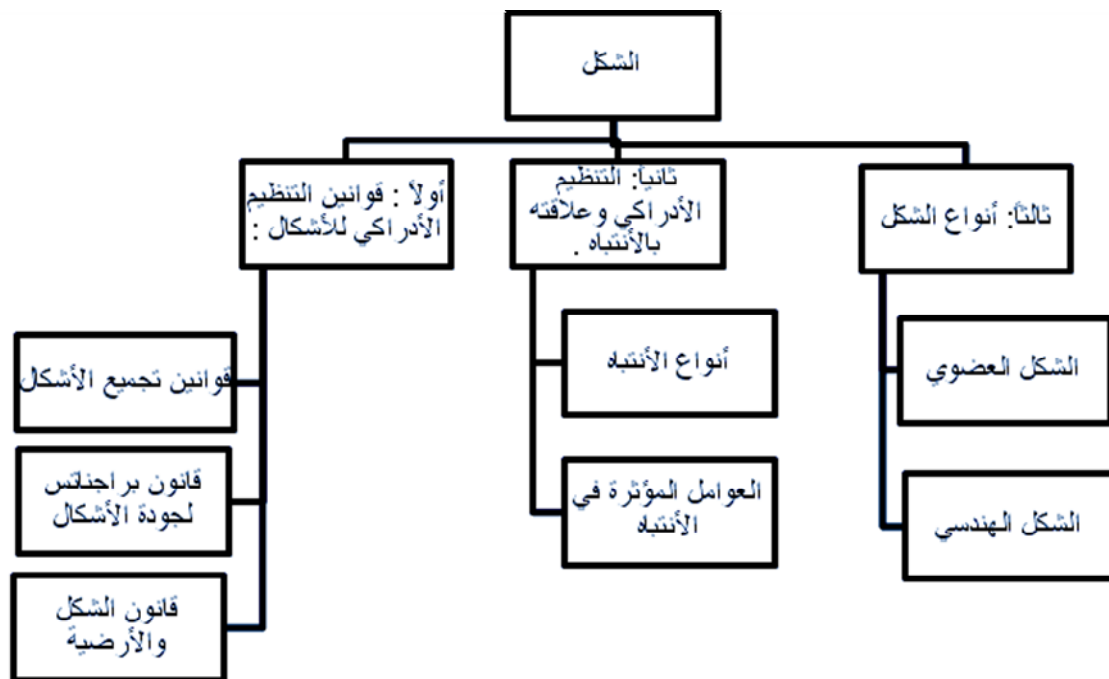 الشكل
أولاً : قوانين التنظيم
الأدراكي للأشكال :
قوانين تجميع الأشكال
قانون براجناتس
لجودة الأشكال
قانون الشكل
والأرضية
ثانياً: التنظيم
الأدراكي وعلاقته
بالأنتباه .
أنواع الأنتباه
العوامل المؤثرة في
الأنتباه
ثالثاً: أنواع الشكل
الشكل العضوي
الشكل الهندسي